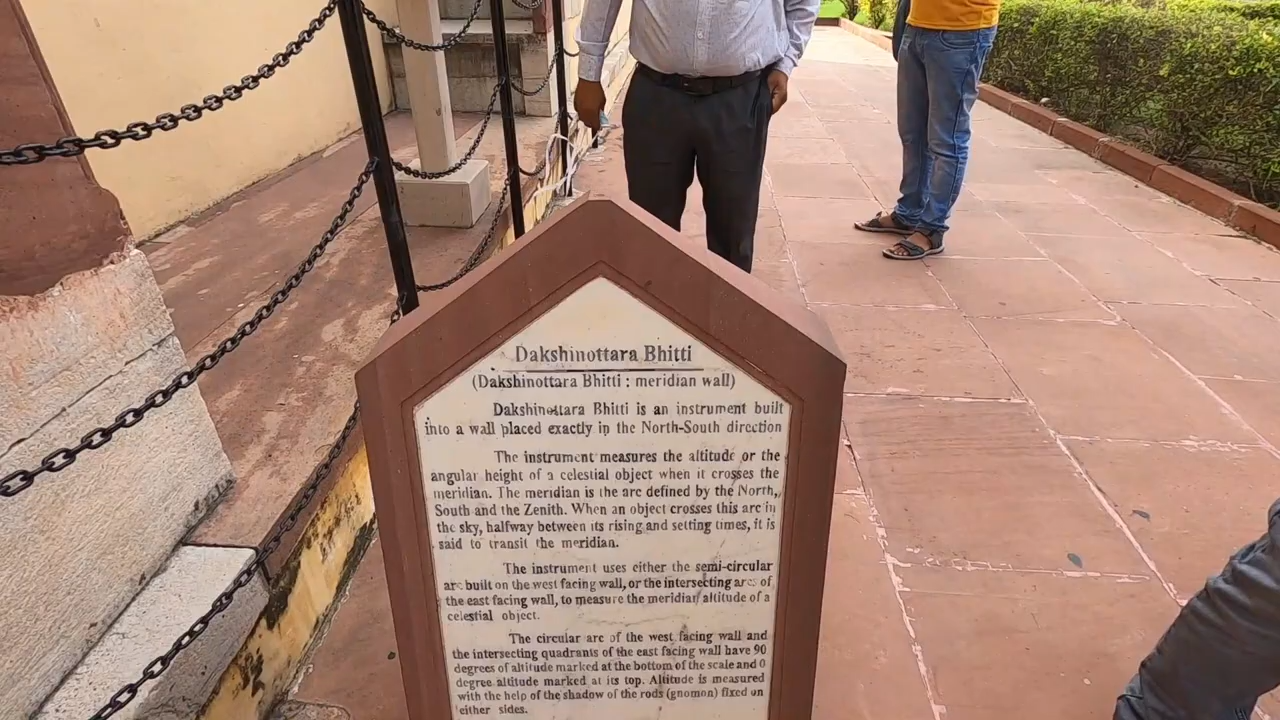 Dakshinottara Bhitti
(Dakshinottara Bhitti : meridian wall)
Dakshinottara Bhitti is an instrument built
into a wall placed exactly in the North-South direction
The instrument measures the altitude or the
angular height of a celestial object when it crosses the
meridian. The meridian is the arc defined by the North,
South and the Zenith. When an object crosses this arc in
the sky, halfway between its rising and setting times, it is
said to transit the meridian.
The instrument uses either the semi-circular
arc built on the west facing wall, or the intersecting arcs of
the east facing wall, to measure the meridian altitude of a
celestial object.
The circular arc of the west facing wall and
the intersecting quadrants of the east facing wall have 90
degrees of altitude marked at the bottom of the scale and 0
degree altitude marked at its top. Altitude is measured
with the help of the shadow of the rods (gnomon) fixed on
either sides.